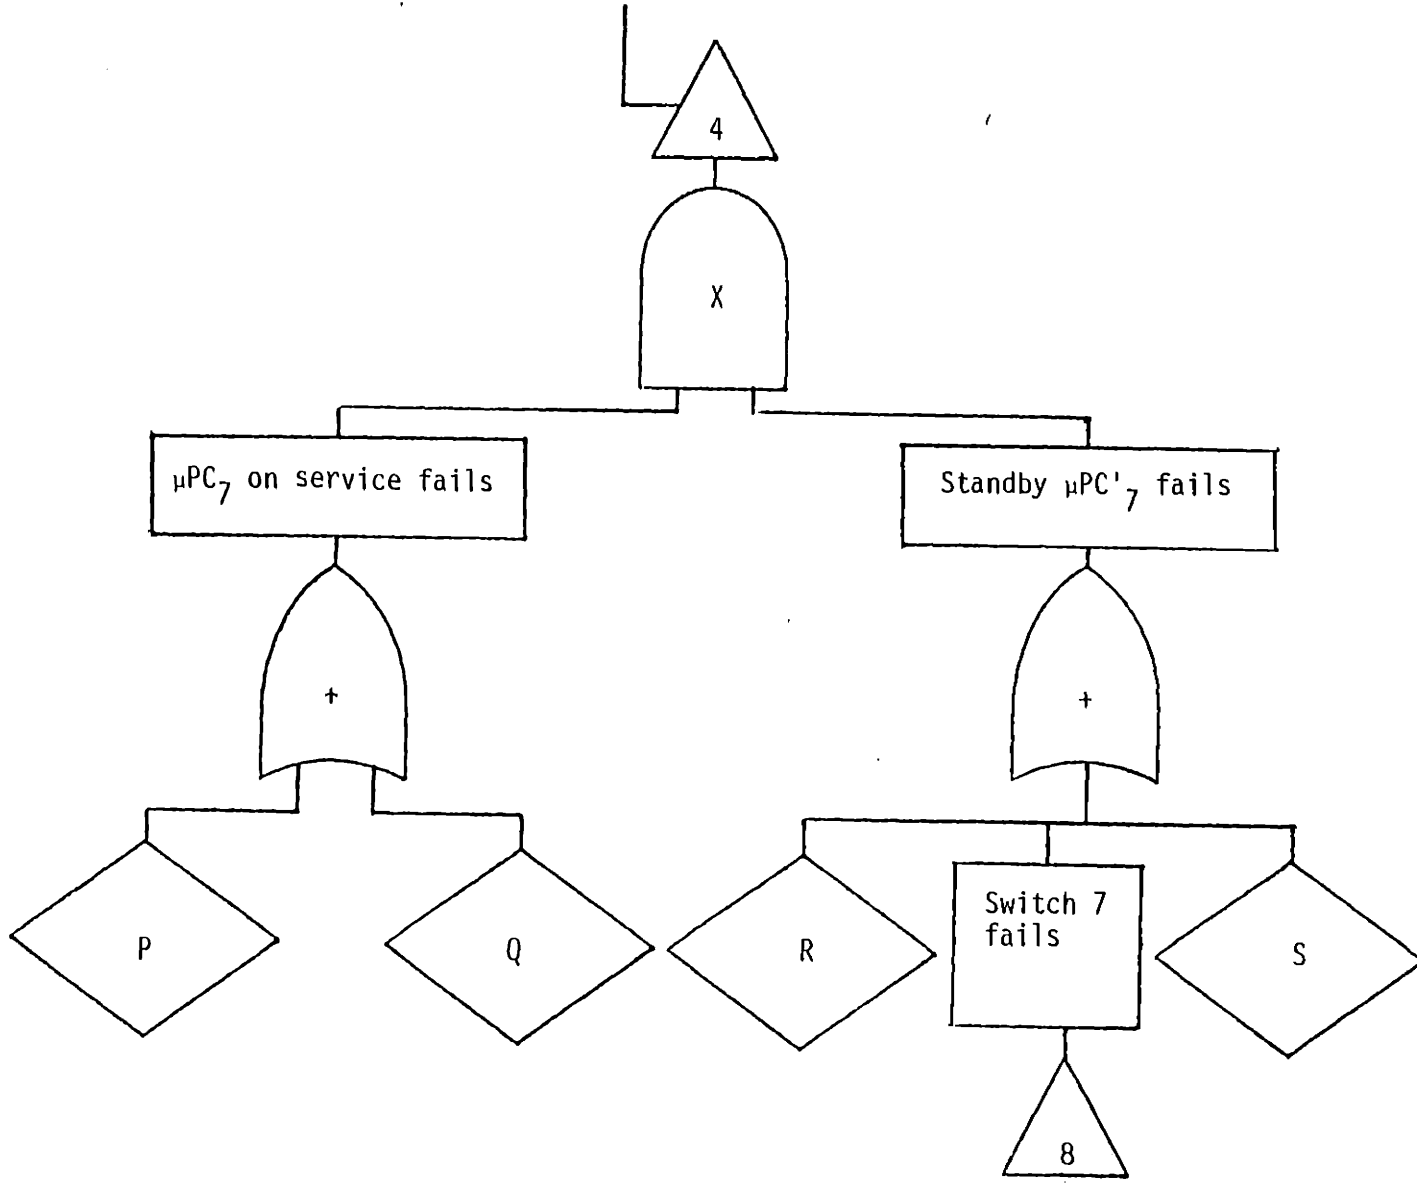 4
X
μPC7 on service fails
Standby μPC'7 fails
+
+
P
Q
R
Switch 7
fails
S
8